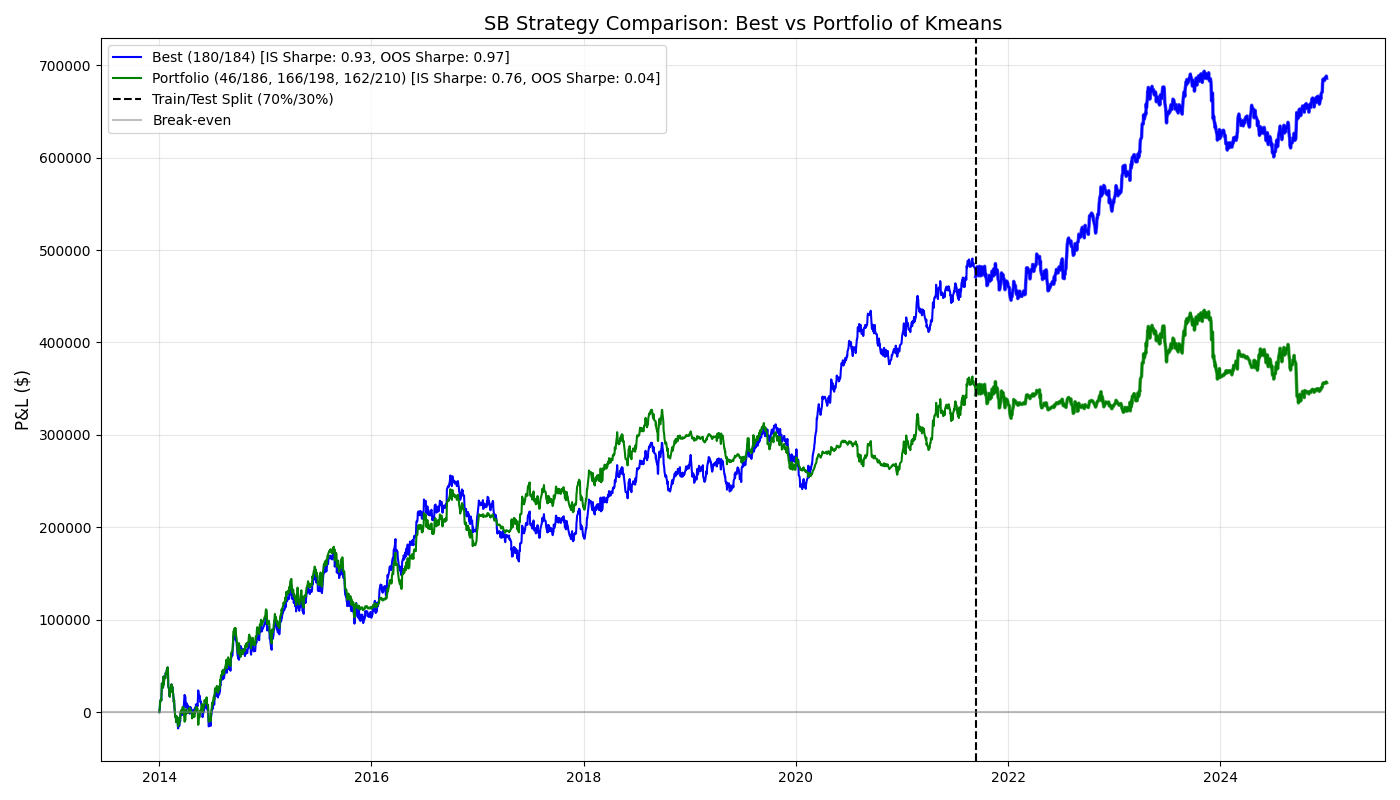 SB Strategy Comparison: Best vs Portfolio of Kmeans
Best (180/184) [IS Sharpe: 0.93, OOS Sharpe: 0.97]
Portfolio (46/186, 166/198, 162/210) [IS Sharpe: 0.76, OOS Sharpe: 0.04]
Train/Test Split (70%/30%)
Break-even
P&L ($)
700000
600000
500000
400000
300000
200000
100000
0
2014 2016 2018 2020 2022 2024